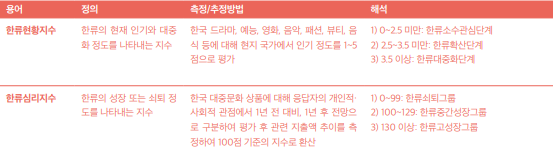 용어 정의 측정/추정방법 해석
한류현황지수 한류의 현재 인기와 대중 한국 드라마, 예능, 영화, 음악, 패션, 뷰티, 음 1) 0~2.5 미만: 한류소수관심단계
화 정도를 나타내는 지수 식 등에 대해 현지 국가에서 인기 정도를 1~5 2) 2.5~3.5 미만: 한류확산단계
점으로 평가 3) 3.5 이상: 한류대중화단계
한류심리지수 한류의 성장 또는 쇠퇴 정 한국 대중문화 상품에 대해 응답자의 개인적· 1) 0~99: 한류쇠퇴그룹
도를 나타내는 지수 사회적 관점에서 1년 전 대비, 1년 후 전망으 2) 100~129: 한류중간성장그룹
로 구분하여 평가 후 관련 지출액 추이를 측 3) 130 이상: 한류고성장그룹
정하여 100점 기준의 지수로 환산